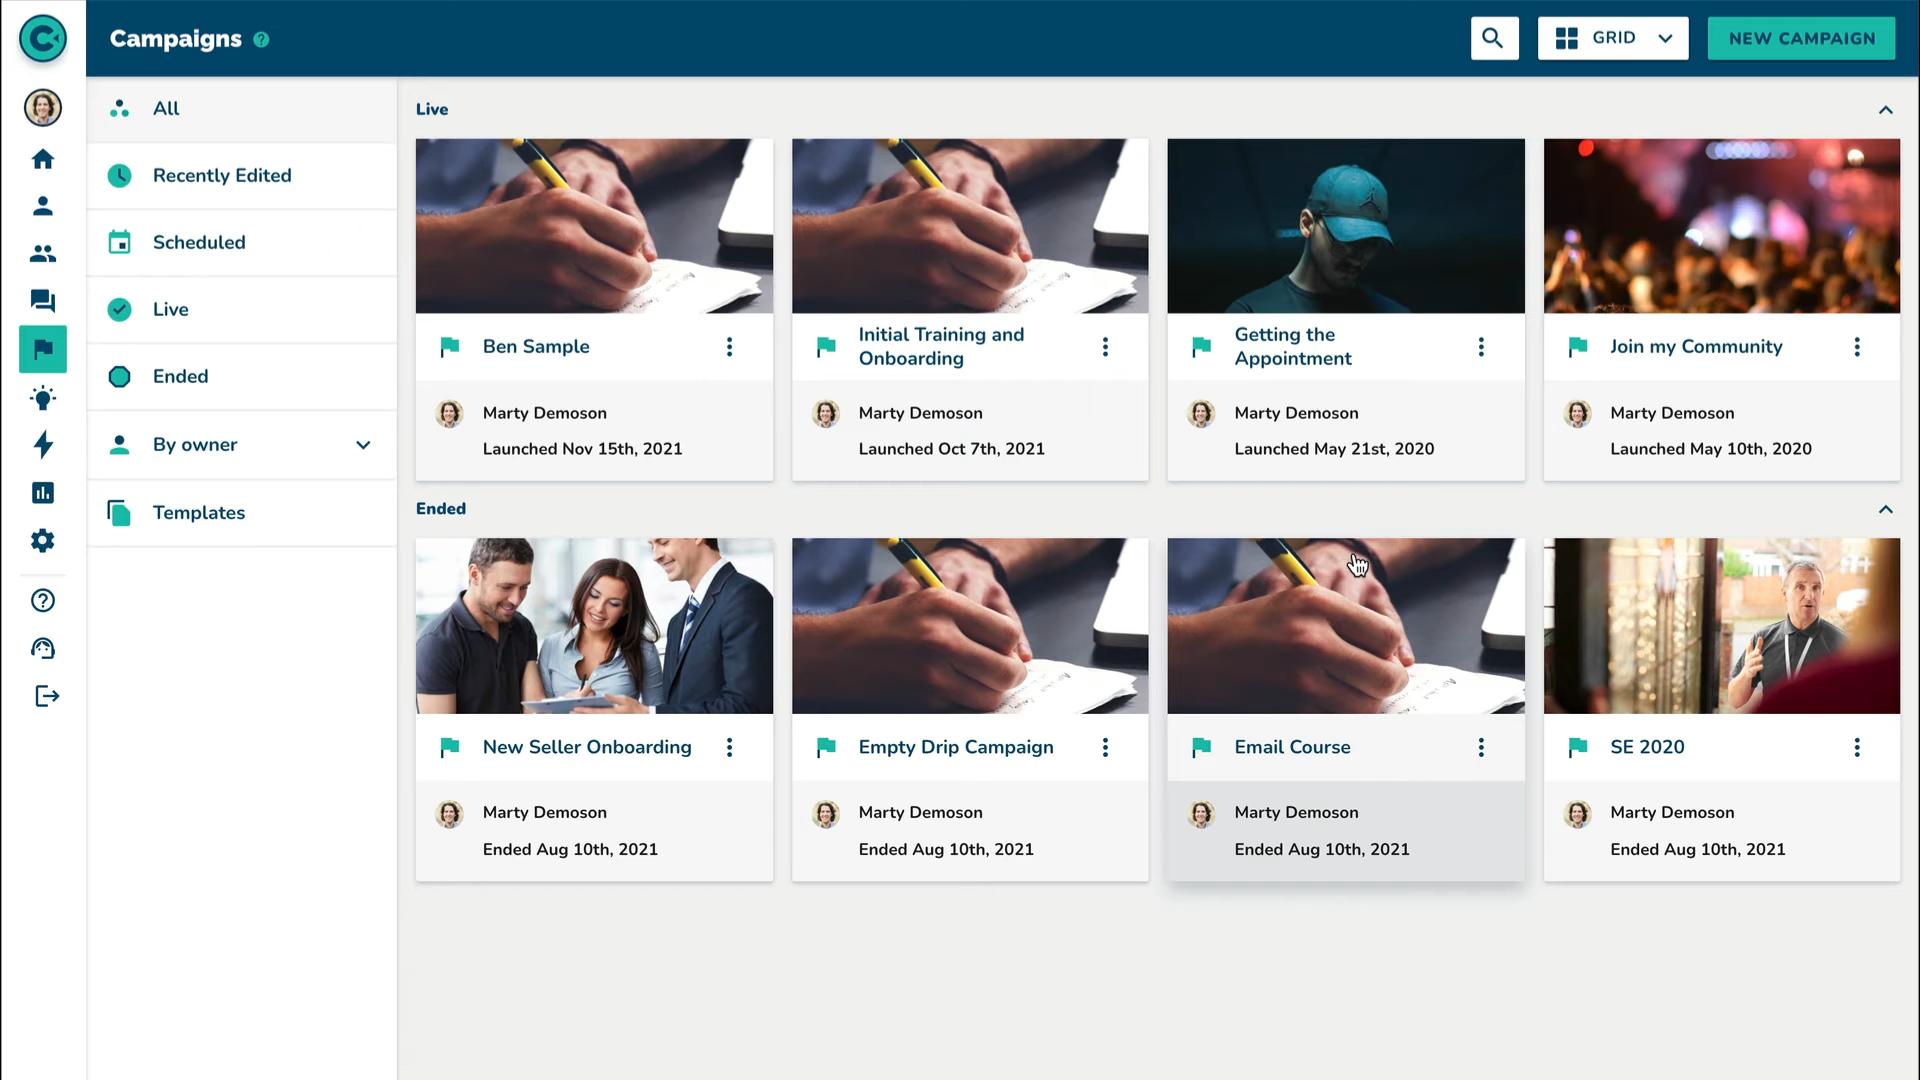 Campaigns ?
GRID
NEW CAMPAIGN
All
Recently Edited
Scheduled
Live
Ended
By owner
Templates
Live
Ben Sample
Marty Demoson
Launched Nov 15th, 2021
Initial Training and
Onboarding
Marty Demoson
Launched Oct 7th, 2021
Getting the
Appointment
Marty Demoson
Launched May 21st, 2020
Join my Community
Marty Demoson
Launched May 10th, 2020
Ended
New Seller Onboarding
Marty Demoson
Ended Aug 10th, 2021
Empty Drip Campaign
Marty Demoson
Ended Aug 10th, 2021
Email Course
Marty Demoson
Ended Aug 10th, 2021
SE 2020
Marty Demoson
Ended Aug 10th, 2021